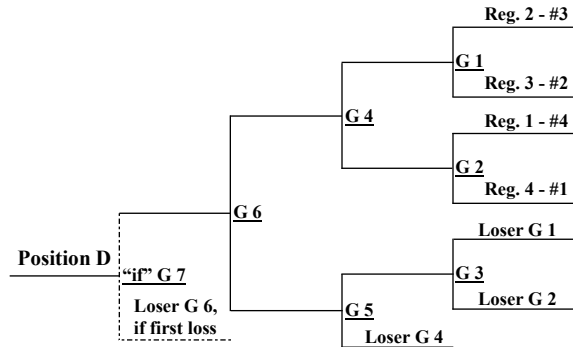 Reg. 2 - #3
G 1
Reg. 3 - #2
G 4
Reg. 1 - #4
G 2
Reg. 4 - #1
G 6
Loser G 1
Position D
"if" G 7
G 3
Loser G 6,
if first loss
Loser G 2
G 5
Loser G 4